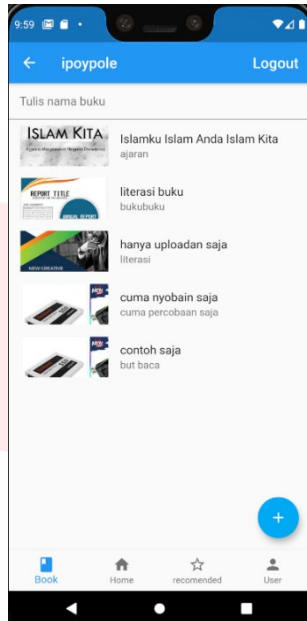 9:59
ipoypole
Logout
Tulis nama buku
ISLAM KITA
Islamku Islam Anda Islam Kita
ajaran
REPORT TITLE
ANNUAL REPORT
literasi buku
bukubuku
NEW CREATIVE
hanya uploadan saja
literasi
cuma nyobain saja
cuma percobaan saja
contoh saja
but baca
Book
Home
recomended
User